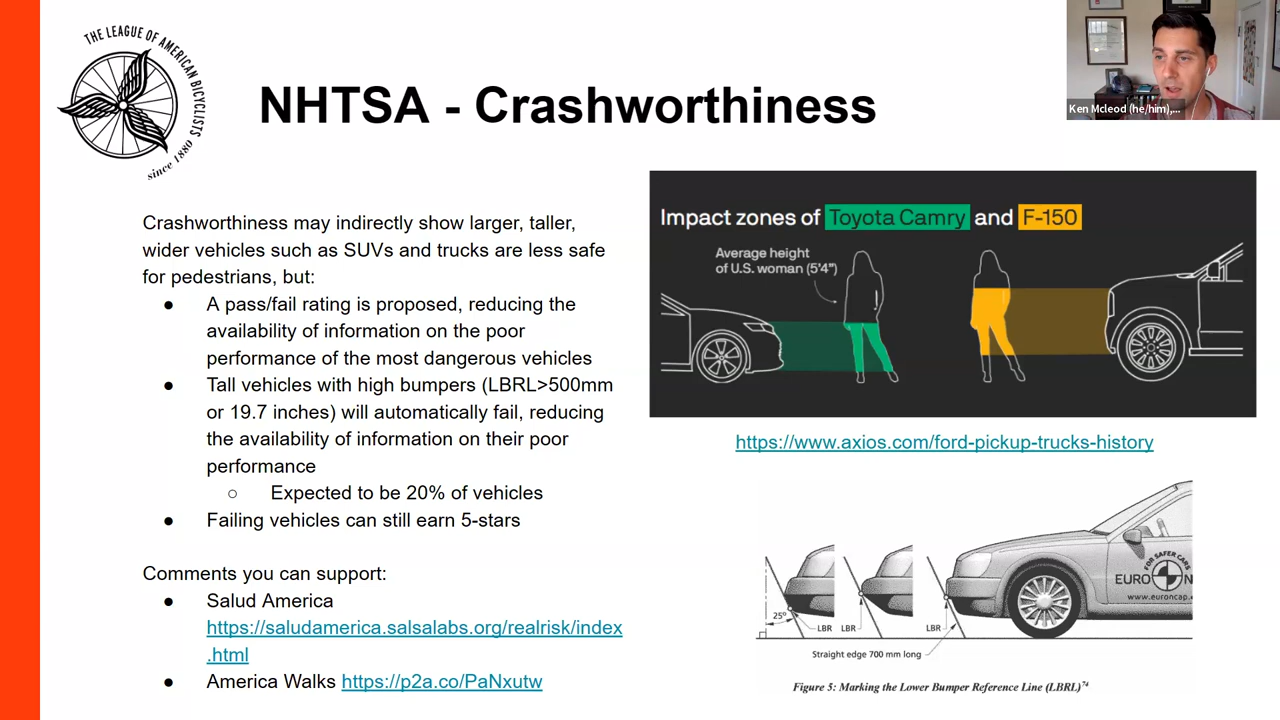 THE LEAGUE OF AMERICAN BICYCLISTS
since 1880
NHTSA - Crashworthiness
Ken Mcleod (he/him),...
Crashworthiness may indirectly show larger, taller,
wider vehicles such as SUVs and trucks are less safe
for pedestrians, but:
● A pass/fail rating is proposed, reducing the
availability of information on the poor
performance of the most dangerous vehicles
● Tall vehicles with high bumpers (LBRL>500mm
or 19.7 inches) will automatically fail, reducing
the availability of information on their poor
performance
○ Expected to be 20% of vehicles
● Failing vehicles can still earn 5-stars
Comments you can support:
● Salud America
https://saludamerica.salsalabs.org/realrisk/index
.html
● America Walks https://p2a.co/PaNxutw
Impact zones of Toyota Camry and F-150
Average height
of U.S. woman (5'4")
https://www.axios.com/ford-pickup-trucks-history
FOR SAFER CARS
EURO N
www.euroncap.
25°
LBR
LBR
LBR
Straight edge 700 mm long
Figure 5: Marking the Lower Bumper Reference Line (LBRL)74